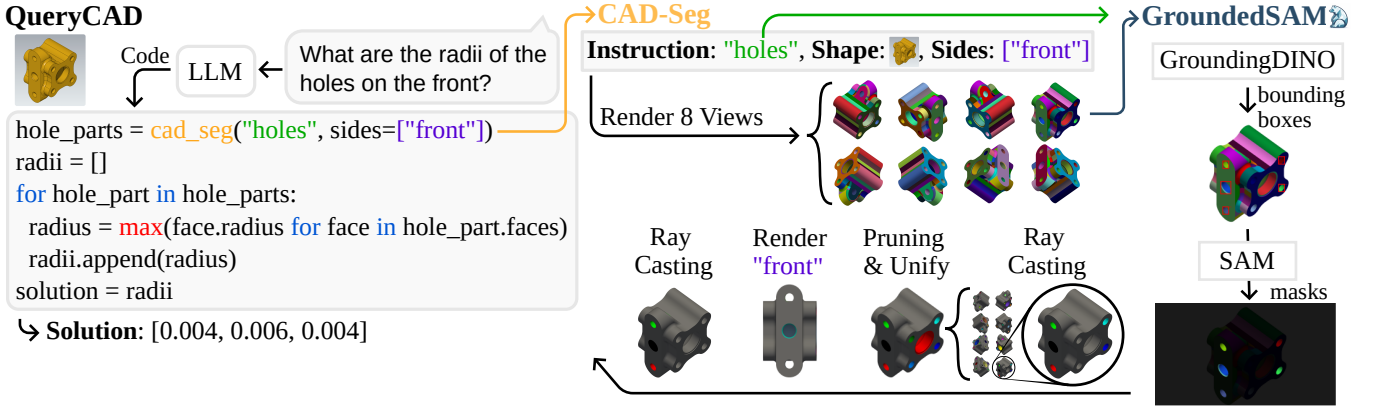 QueryCAD
Code
LLM
What are the radii of the
holes on the front?
hole_parts = cad_seg("holes", sides=["front"])
radii = []
for hole_part in hole_parts:
radius = max(face.radius for face in hole_part.faces)
radii.append(radius)
solution = radii
Solution: [0.004, 0.006, 0.004]
CAD-Seg
Instruction: "holes", Shape: , Sides: ["front"]
Render 8 Views
GroundedSAM
GroundingDINO
bounding
boxes
SAM
masks
Ray
Casting
Pruning
& Unify
Render
"front"
Ray
Casting